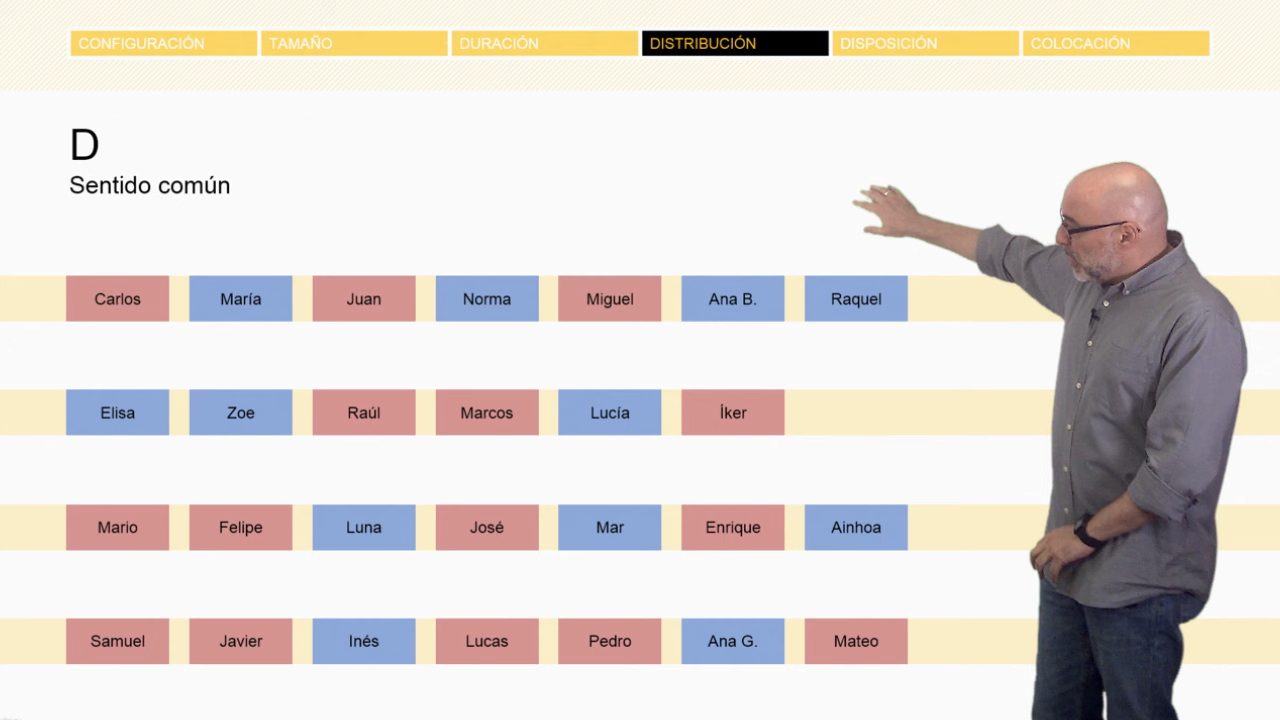 CONFIGURACIÓN TAMAÑO DURACIÓN DISTRIBUCIÓN DISPOSICIÓN COLOCACIÓN
D
Sentido común
Carlos María Juan Norma Miguel Ana B. Raquel
Elisa Zoe Raúl Marcos Lucía Íker
Mario Felipe Luna José Mar Enrique Ainhoa
Samuel Javier Inés Lucas Pedro Ana G. Mateo